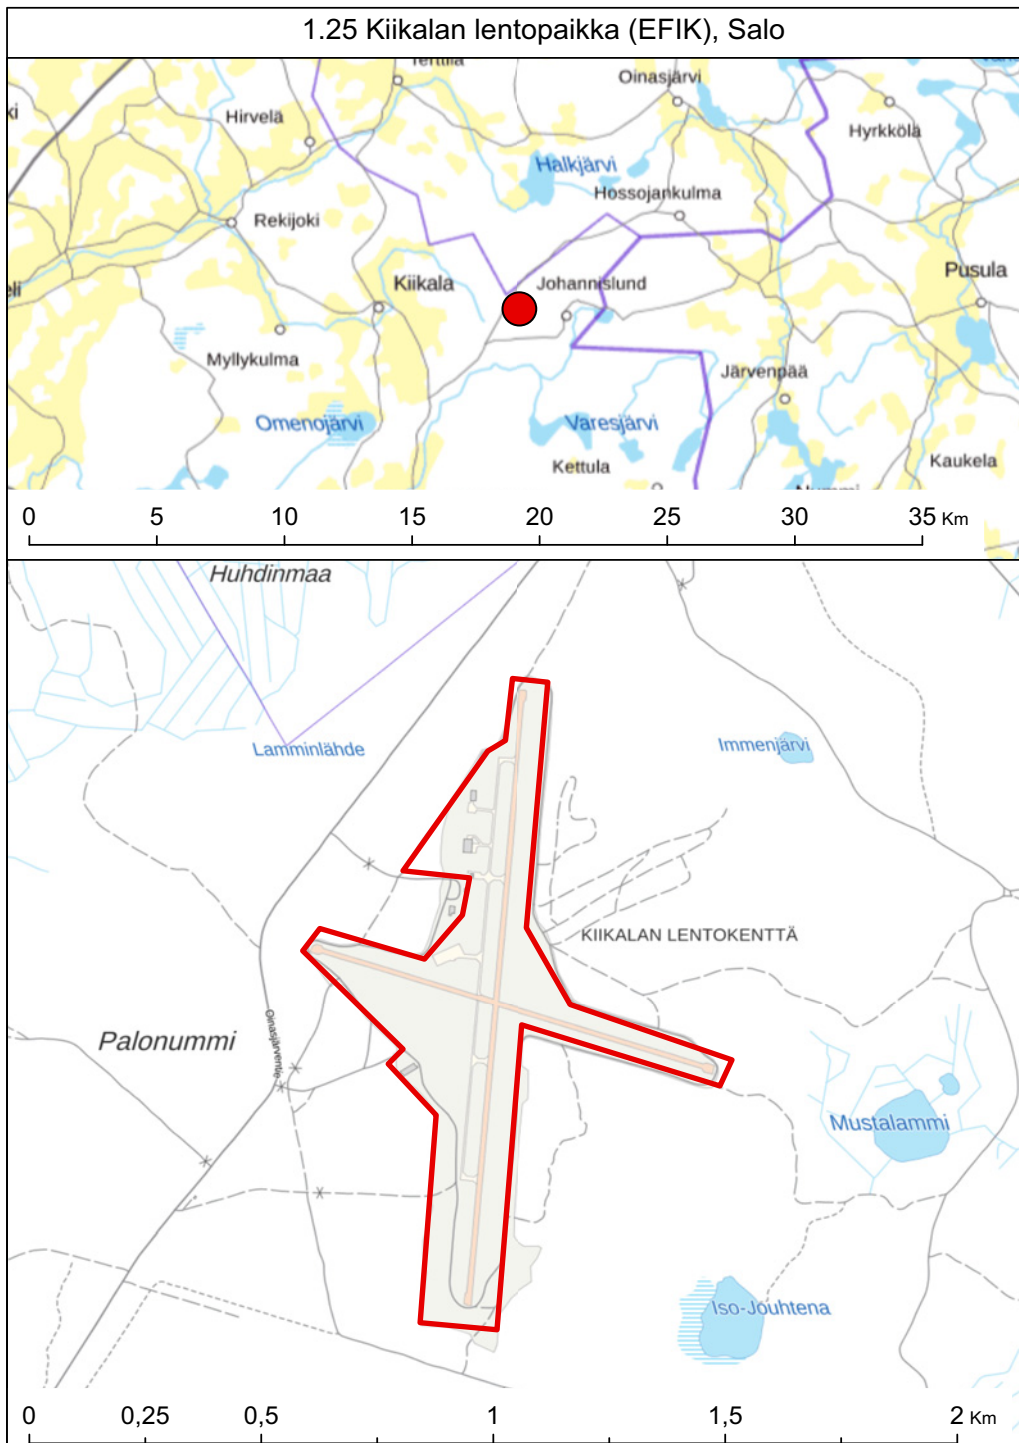 1.25 Kiikalan lentopaikka (EFIK), Salo
Oinasjärvi
Hirvelä
Hyrkkölä
Halkjärvi
Hossojankulma
Rekijoki
Pusula
Kiikala
Johannislund
Myllykulma
Järvenpää
Omenojärvi
Varesjärvi
Kettula
Kaukela
0 5 10 15 20 25 30 35 Km
Huhdinmaa
Lamminlähde
Immenjärvi
KIIKALAN LENTOKENTTÄ
Oinasjärventie
Palonummi
Mustalammi
Iso-Jouhtena
0 0,25 0,5 1 1,5 2 Km